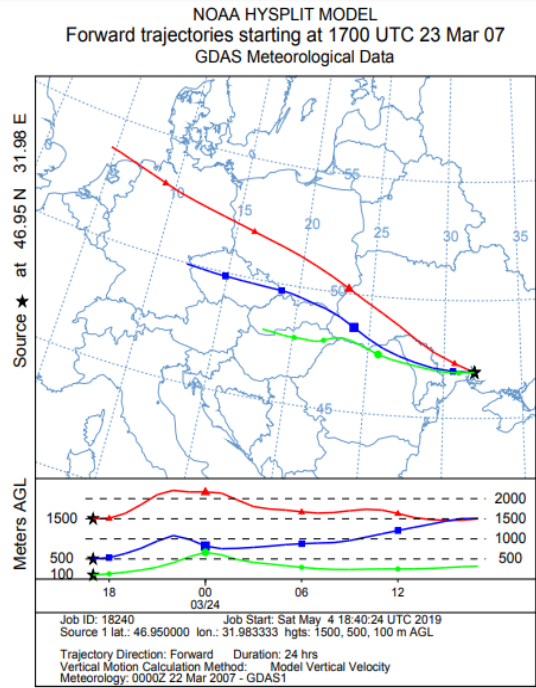 NOAA HYSPLIT MODEL
Forward trajectories starting at 1700 UTC 23 Mar 07
GDAS Meteorological Data
Source ★ at 46.95 N 31.98 E
5
10
15
20
25
30
35
55
50
45
Meters AGL
1500
500
100
2000
1500
1000
500
18
00
06
12
03/24
Job ID: 18240 Job Start: Sat May 4 18:40:24 UTC 2019
Source 1 lat.: 46.950000 lon.: 31.983333 hgts: 1500, 500, 100 m AGL
Trajectory Direction: Forward Duration: 24 hrs
Vertical Motion Calculation Method: Model Vertical Velocity
Meteorology: 0000Z 22 Mar 2007 - GDAS1